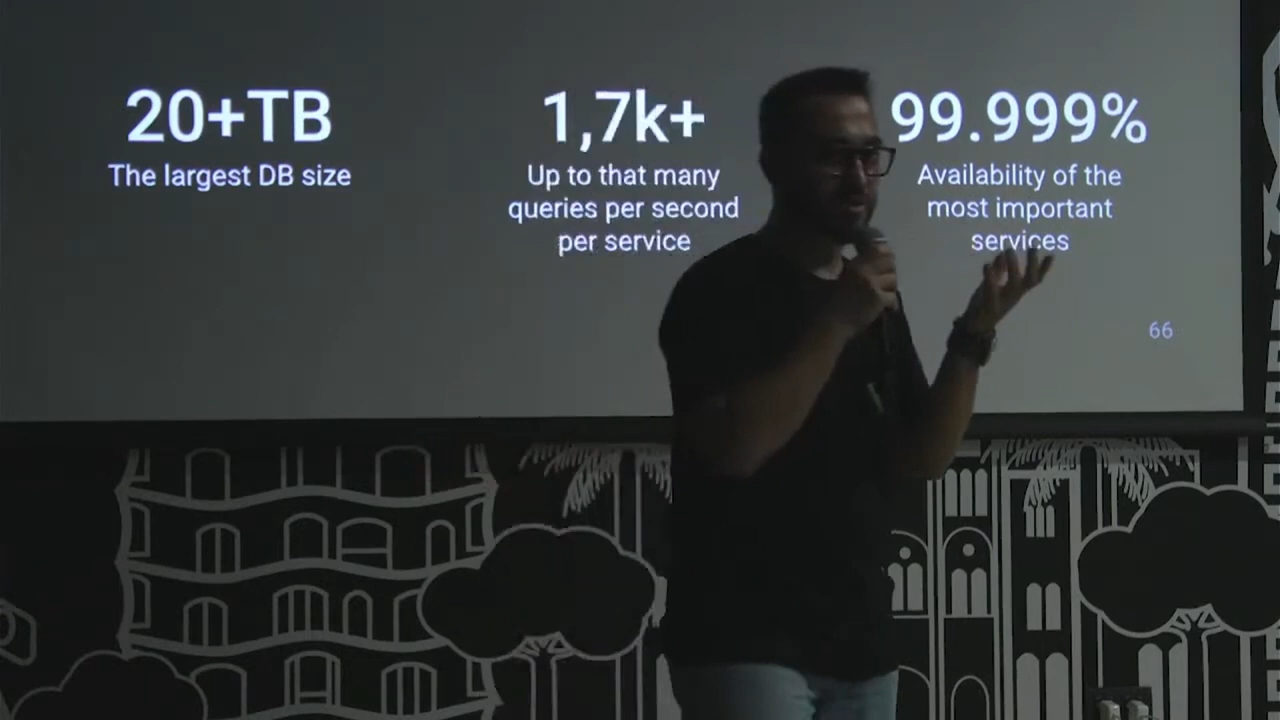 20+TB
The largest DB size
1,7k+
Up to that many
queries per second
per service
99.999%
Availability of the
most important
services
66